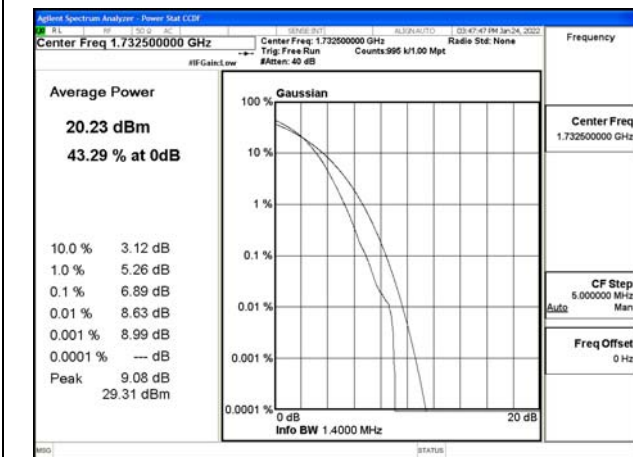 Agilent Spectrum Analyzer - Power Stat CCDF
RL RF 50 Ω AC SENSE:INT ALIGN AUTO 03:47:47 PM Jan 24, 2022
Center Freq 1.732500000 GHz
Center Freq: 1.732500000 GHz
Radio Std: None
Trig: Free Run Counts:995 k/1.00 Mpt
#IFGain:Low #Atten: 40 dB
Frequency
Average Power
20.23 dBm
43.29 % at 0dB
10.0 % 3.12 dB
1.0 % 5.26 dB
0.1 % 6.89 dB
0.01 % 8.63 dB
0.001 % 8.99 dB
0.0001 % --- dB
Peak 9.08 dB
29.31 dBm
Gaussian
100 %
10 %
1 %
0.1 %
0.01 %
0.001 %
0.0001 %
0 dB 20 dB
Info BW 1.4000 MHz
Center Freq
1.732500000 GHz
CF Step
5.000000 MHz
Auto Man
Freq Offset
0 Hz
MSG STATUS